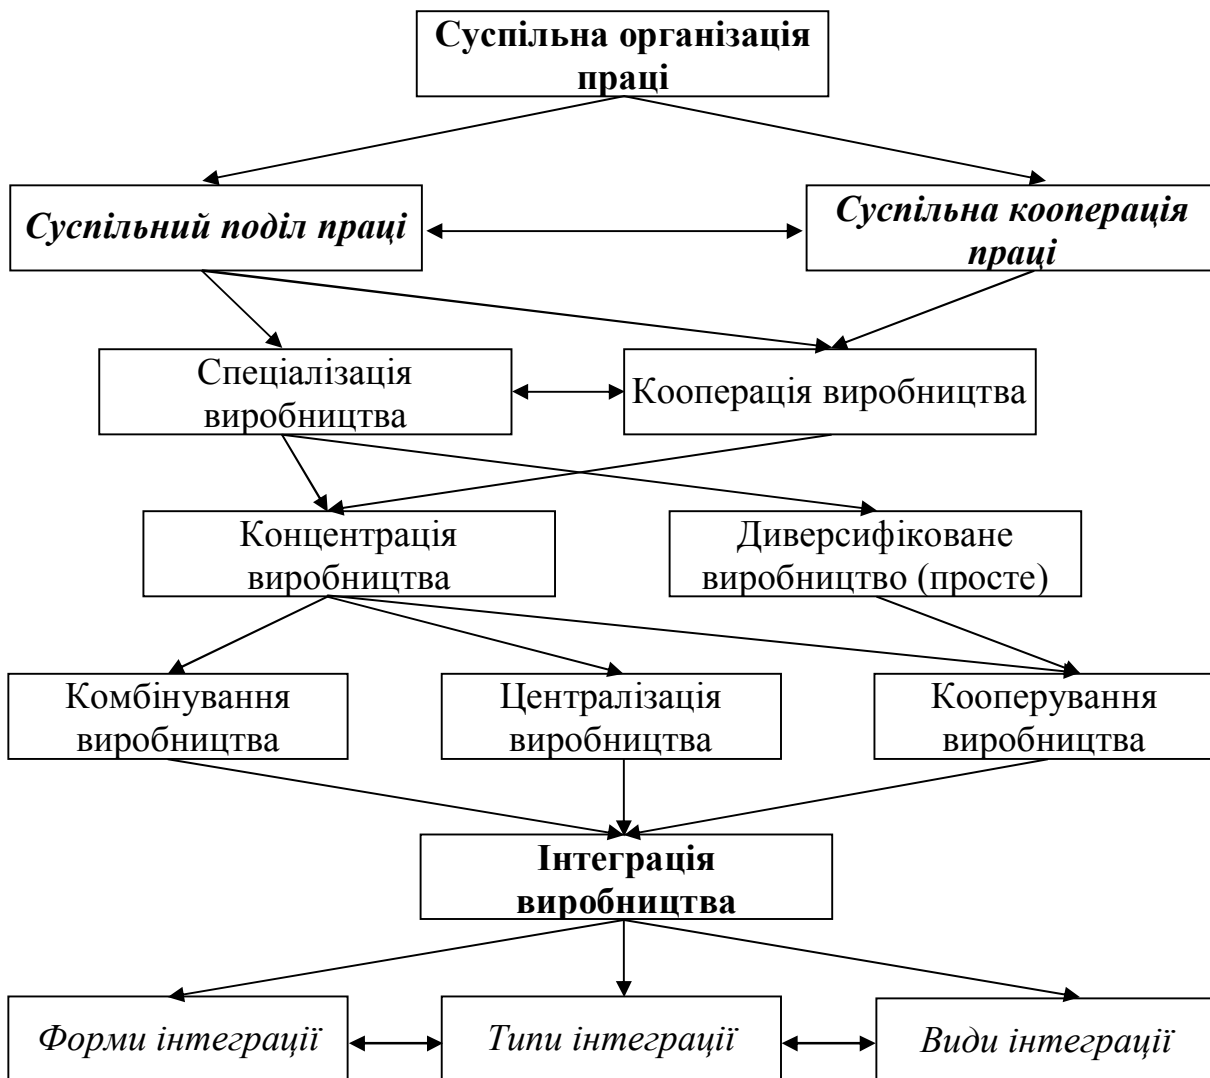 Суспільна організація
праці
Суспільний поділ праці
Суспільна кооперація
праці
Спеціалізація
виробництва
Кооперація виробництва
Концентрація
виробництва
Диверсифіковане
виробництво (просте)
Комбінування
виробництва
Централізація
виробництва
Кооперування
виробництва
Інтеграція
виробництва
Форми інтеграції
Типи інтеграції
Види інтеграції